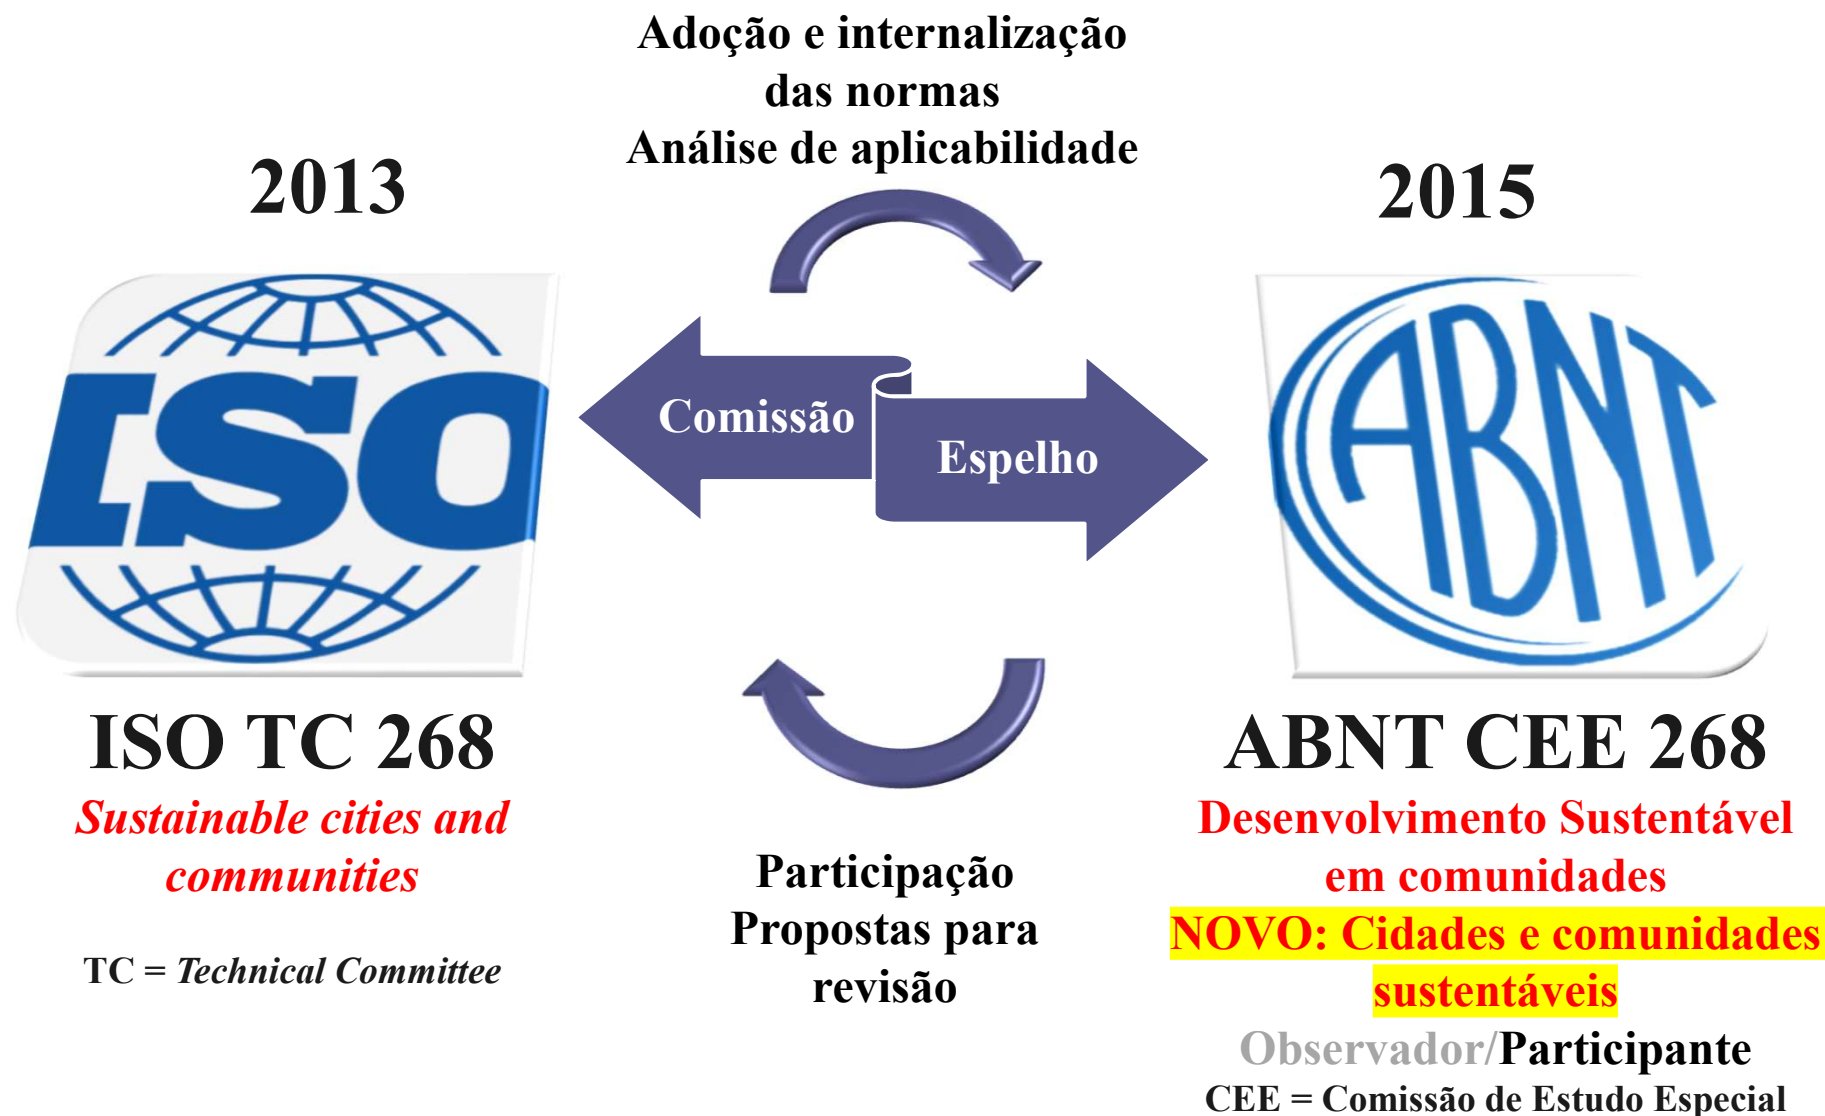 Adoção e internalização
das normas
Análise de aplicabilidade
2013
2015
ISO
Comissão
Espelho
ABNT
ISO TC 268
Sustainable cities and
communities
TC = Technical Committee
Participação
Propostas para
revisão
ABNT CEE 268
Desenvolvimento Sustentável
em comunidades
NOVO: Cidades e comunidades
sustentáveis
Observador/Participante
CEE = Comissão de Estudo Especial